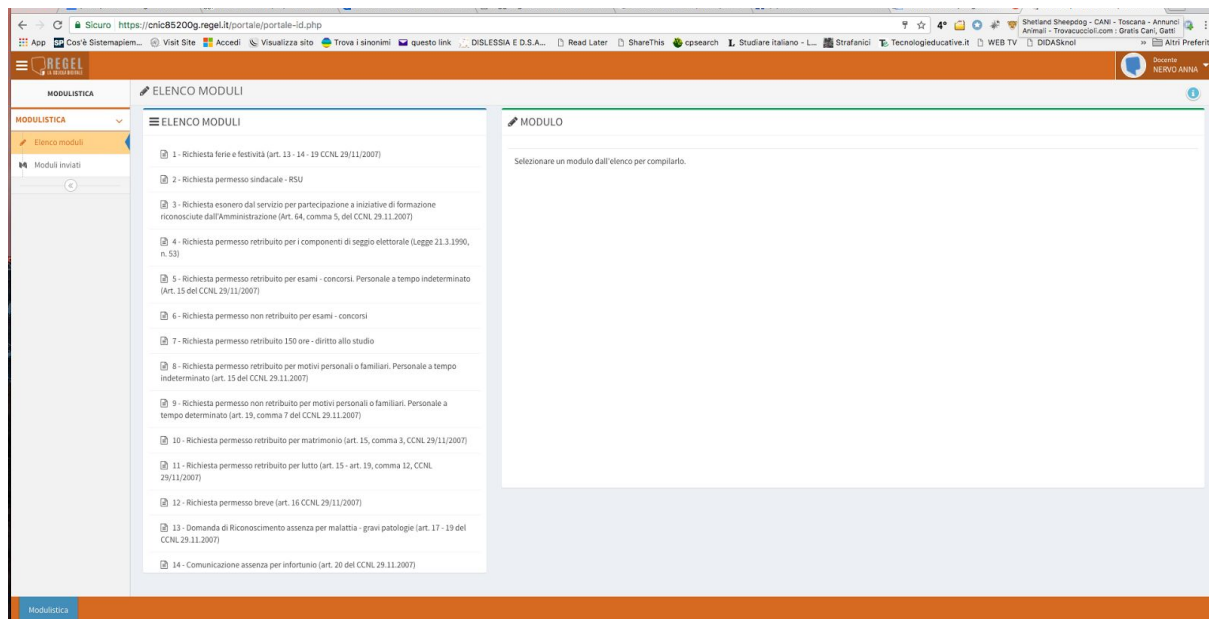 Sicuro https://cnic85200g.regel.it/portale/portale-id.php
4°
Shetland Sheepdog - CANI - Toscana - Annunci
Animali - Trovacuccioli.com : Gratis Cani, Gatti
App Cos'è Sistemapiem... Visit Site Accedi Visualizza sito Trova i sinonimi questo link DISLESSIA E D.S.A... Read Later ShareThis cpsearch Studiare italiano - L... Strafanici Tecnologieducative.it WEB TV DIDASknol » Altri Preferit
REGEL
Docente
NERVO ANNA
MODULISTICA
ELENCO MODULI
MODULISTICA
Elenco moduli
Moduli inviati
ELENCO MODULI
1 - Richiesta ferie e festività (art. 13 - 14 - 19 CCNL 29/11/2007)
2 - Richiesta permesso sindacale - RSU
3 - Richiesta esonero dal servizio per partecipazione a iniziative di formazione
riconosciute dall'Amministrazione (Art. 64, comma 5, del CCNL 29.11.2007)
4 - Richiesta permesso retribuito per i componenti di seggio elettorale (Legge 21.3.1990,
n. 53)
5 - Richiesta permesso retribuito per esami - concorsi. Personale a tempo indeterminato
(Art. 15 del CCNL 29/11/2007)
6 - Richiesta permesso non retribuito per esami - concorsi
7 - Richiesta permesso retribuito 150 ore - diritto allo studio
8 - Richiesta permesso retribuito per motivi personali o familiari. Personale a tempo
indeterminato (art. 15 del CCNL 29.11.2007)
9 - Richiesta permesso non retribuito per motivi personali o familiari. Personale a
tempo determinato (art. 19, comma 7 del CCNL 29.11.2007)
10 - Richiesta permesso retribuito per matrimonio (art. 15, comma 3, CCNL 29/11/2007)
11 - Richiesta permesso retribuito per lutto (art. 15 - art. 19, comma 12, CCNL
29/11/2007)
12 - Richiesta permesso breve (art. 16 CCNL 29/11/2007)
13 - Domanda di Riconoscimento assenza per malattia - gravi patologie (art. 17 - 19 del
CCNL 29.11.2007)
14 - Comunicazione assenza per infortunio (art. 20 del CCNL 29.11.2007)
MODULO
Selezionare un modulo dall'elenco per compilarlo.
Modulistica